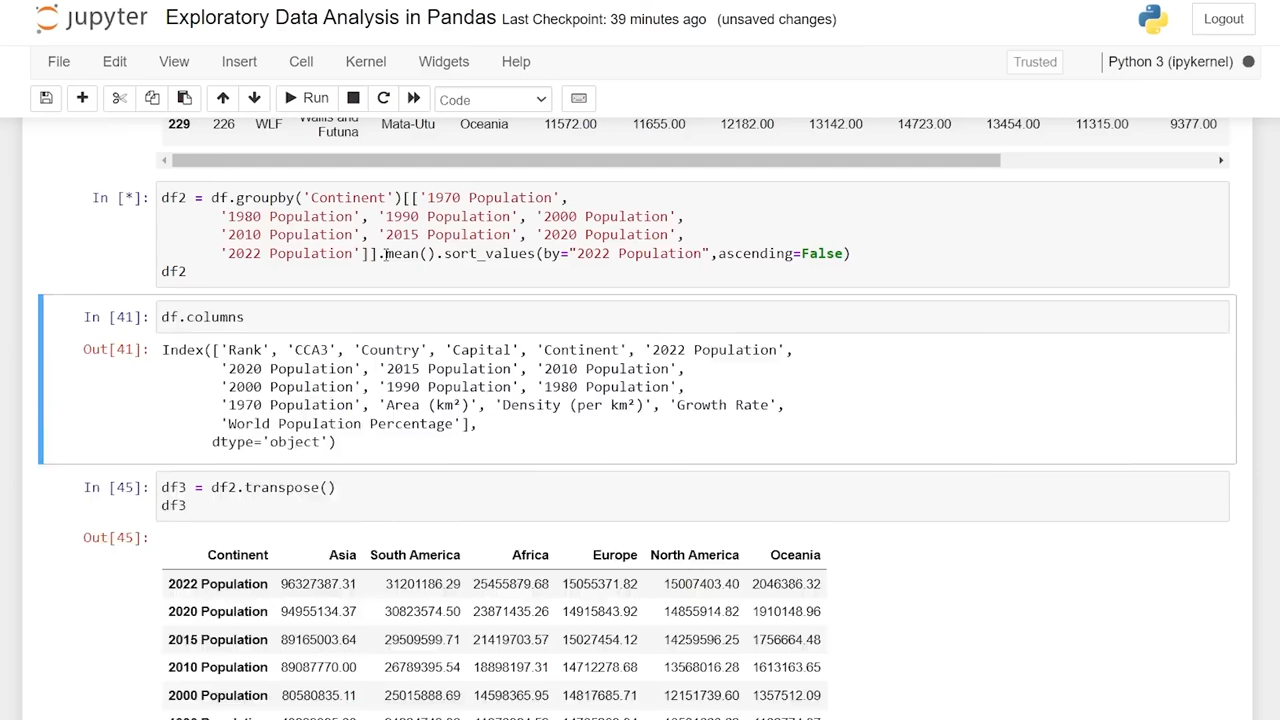 jupyter Exploratory Data Analysis in Pandas Last Checkpoint: 39 minutes ago (unsaved changes) Logout
File Edit View Insert Cell Kernel Widgets Help Trusted Python 3 (ipykernel)
Run Code
229 226 WLF Wallis and Futuna Mata-Utu Oceania 11572.00 11655.00 12182.00 13142.00 14723.00 13454.00 11315.00 9377.00
In [*]: df2 = df.groupby('Continent')[['1970 Population',
'1980 Population', '1990 Population', '2000 Population',
'2010 Population', '2015 Population', '2020 Population',
'2022 Population']].mean().sort_values(by="2022 Population",ascending=False)
df2
In [41]: df.columns
Out[41]: Index(['Rank', 'CCA3', 'Country', 'Capital', 'Continent', '2022 Population',
'2020 Population', '2015 Population', '2010 Population',
'2000 Population', '1990 Population', '1980 Population',
'1970 Population', 'Area (km²)', 'Density (per km²)', 'Growth Rate',
'World Population Percentage'],
dtype='object')
In [45]: df3 = df2.transpose()
df3
Out[45]:
Continent Asia South America Africa Europe North America Oceania
2022 Population 96327387.31 31201186.29 25455879.68 15055371.82 15007403.40 2046386.32
2020 Population 94955134.37 30823574.50 23871435.26 14915843.92 14855914.82 1910148.96
2015 Population 89165003.64 29509599.71 21419703.57 15027454.12 14259596.25 1756664.48
2010 Population 89087770.00 26789395.54 18898197.31 14712278.68 13568016.28 1613163.65
2000 Population 80580835.11 25015888.69 14598365.95 14817685.71 12151739.60 1357512.09